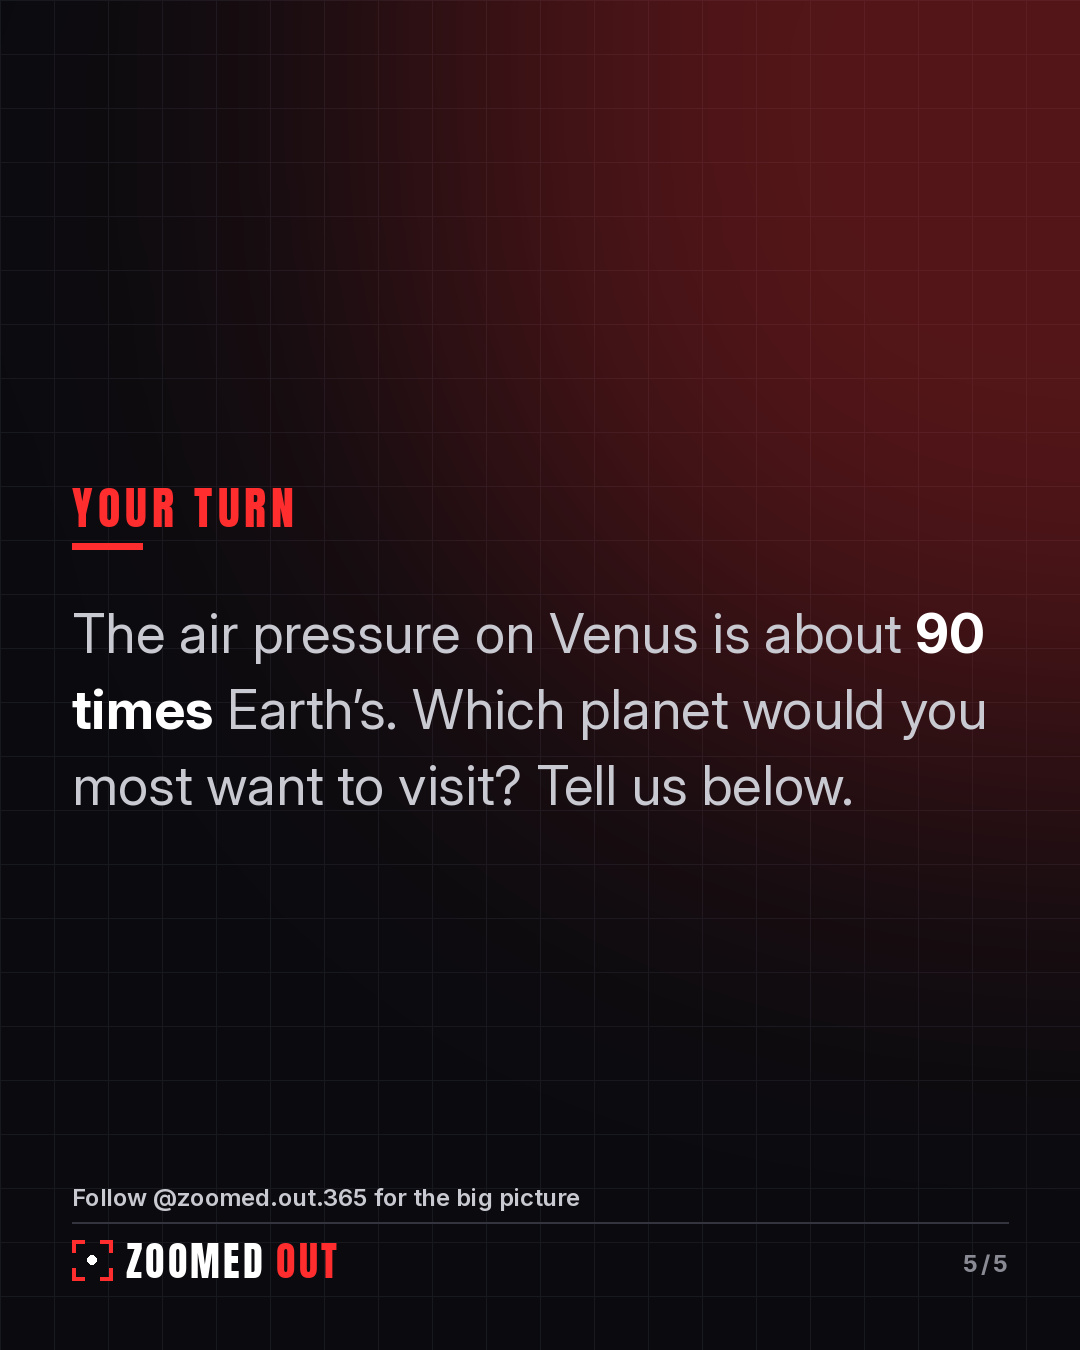 YOUR TURN
The air pressure on Venus is about 90
times Earth’s. Which planet would you
most want to visit? Tell us below.
Follow @zoomed.out.365 for the big picture
ZOOMED OUT
5/5